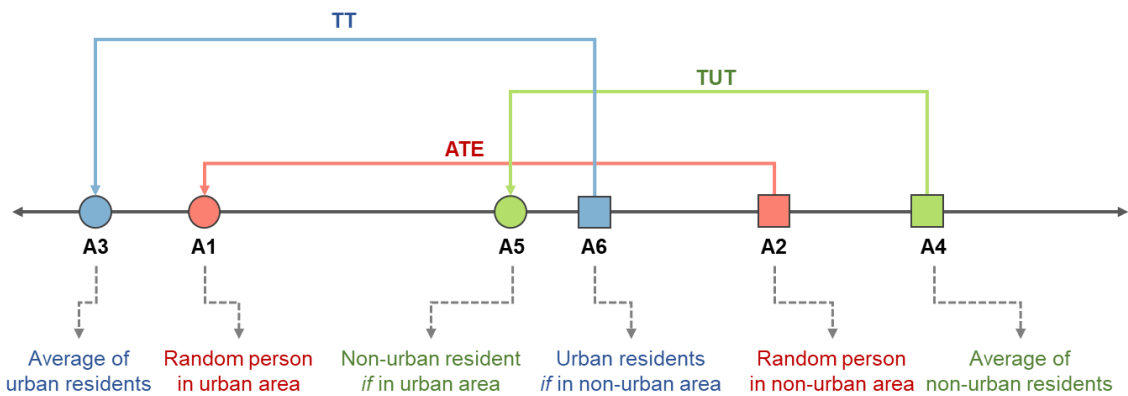 TT
TUT
ATE
A3
A1
A5
A6
A2
A4
Average of
urban residents
Random person
in urban area
Non-urban resident
if in urban area
Urban residents
if in non-urban area
Random person
in non-urban area
Average of
non-urban residents